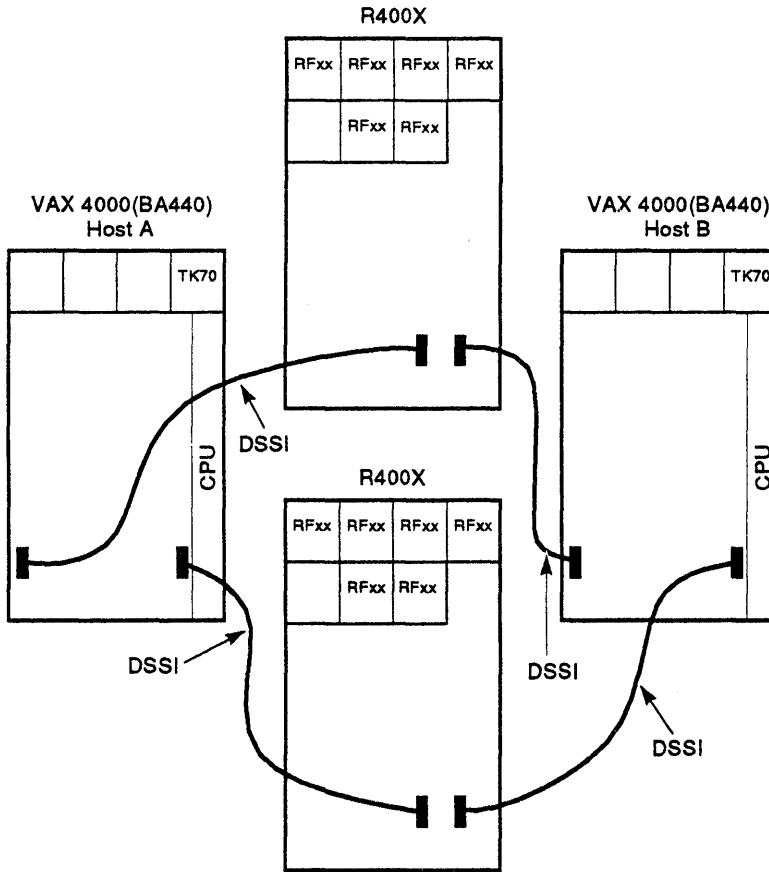 R400X
RFxx RFxx RFxx RFxx
RFxx RFxx
VAX 4000(BA440)
Host A
VAX 4000(BA440)
Host B
TK70
TK70
DSSI
CPU
CPU
R400X
RFxx RFxx RFxx RFxx
RFxx RFxx
DSSI
DSSI
DSSI